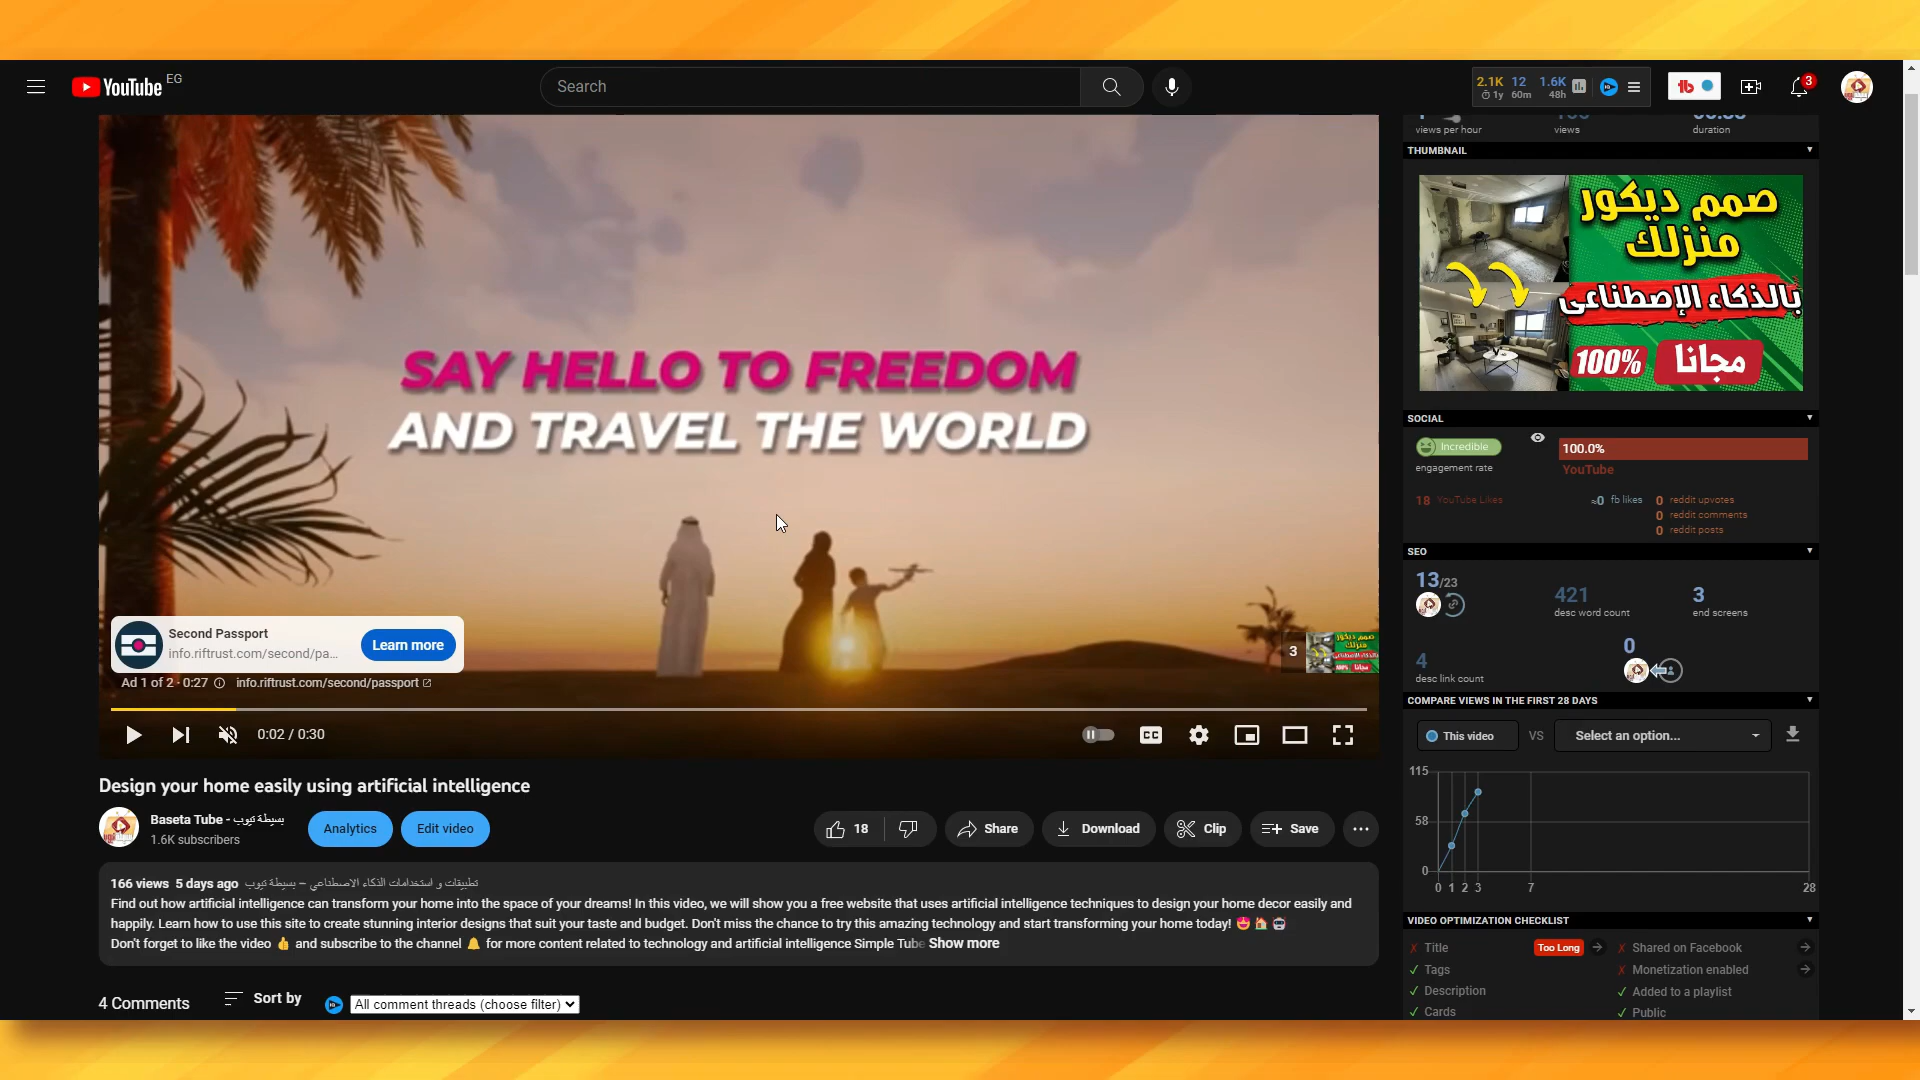 YouTube EG
Search
2.1K 12 1.6K
1y 60m 48h
tb
3
SAY HELLO TO FREEDOM
AND TRAVEL THE WORLD
Second Passport
info.riftrust.com/second/pa...
Learn more
Ad 1 of 2 · 0:27 info.riftrust.com/second/passport
3
0:02 / 0:30
CC
Design your home easily using artificial intelligence
Baseta Tube - بسيطة تيوب
1.6K subscribers
Analytics
Edit video
18
Share
Download
Clip
Save
166 views 5 days ago تطبيقات و استخدامات الذكاء الاصطناعي – بسيطة تيوب
Find out how artificial intelligence can transform your home into the space of your dreams! In this video, we will show you a free website that uses artificial intelligence techniques to design your home decor easily and
happily. Learn how to use this site to create stunning interior designs that suit your taste and budget. Don't miss the chance to try this amazing technology and start transforming your home today! 😍 🏠 🤖
Don't forget to like the video 👍 and subscribe to the channel 🔔 for more content related to technology and artificial intelligence Simple Tube Show more
4 Comments
Sort by
All comment threads (choose filter)
views per hour views duration
THUMBNAIL
صمم ديكور
منزلك
بالذكاء الإصطناعى
100% مجانا
SOCIAL
Incredible
engagement rate
100.0%
YouTube
18 YouTube Likes
≈0 fb likes
0 reddit upvotes
0 reddit comments
0 reddit posts
SEO
13/23
421
desc word count
3
end screens
4
desc link count
0
COMPARE VIEWS IN THE FIRST 28 DAYS
This video VS Select an option...
115
58
0
0 1 2 3 7 28
VIDEO OPTIMIZATION CHECKLIST
Title Too Long
Tags
Description
Cards
Shared on Facebook
Monetization enabled
Added to a playlist
Public